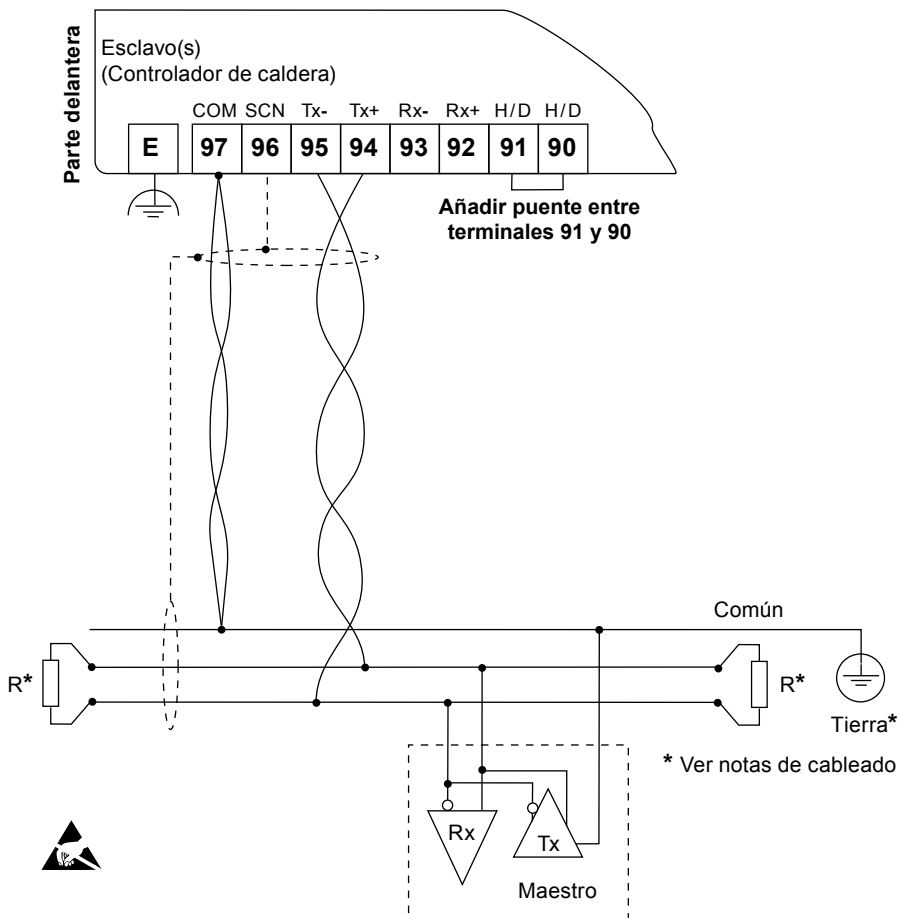 Parte delantera
Esclavo(s)
(Controlador de caldera)
COM SCN Tx- Tx+ Rx- Rx+ H/D H/D
E 97 96 95 94 93 92 91 90
Añadir puente entre
terminales 91 y 90
Común
R* R*
Tierra*
* Ver notas de cableado
Rx Tx
Maestro